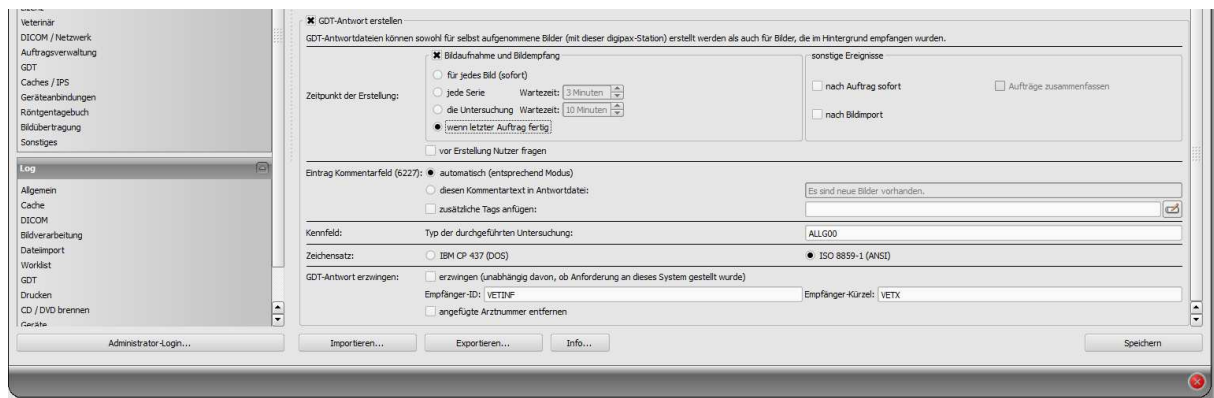 Veterinär
DICOM / Netzwerk
Auftragsverwaltung
GDT
Caches / IPS
Geräteanbindungen
Röntgentagebuch
Bildübertragung
Sonstiges
Log
Allgemein
Cache
DICOM
Bildverarbeitung
Dateiimport
Worklist
GDT
Drucken
CD / DVD brennen
Geräte
Administrator-Login...
GDT-Antwort erstellen
GDT-Antwortdateien können sowohl für selbst aufgenommene Bilder (mit dieser digipax-Station) erstellt werden als auch für Bilder, die im Hintergrund empfangen wurden.
Zeitpunkt der Erstellung:
Bildaufnahme und Bildempfang
für jedes Bild (sofort)
jede Serie Wartezeit: 3 Minuten
die Untersuchung Wartezeit: 10 Minuten
wenn letzter Auftrag fertig
sonstige Ereignisse
nach Auftrag sofort Aufträge zusammenfassen
nach Bildimport
vor Erstellung Nutzer fragen
Eintrag Kommentarfeld (6227): automatisch (entsprechend Modus)
diesen Kommentartext in Antwortdatei: Es sind neue Bilder vorhanden.
zusätzliche Tags anfügen:
Kennfeld: Typ der durchgeführten Untersuchung: ALLG00
Zeichensatz: IBM CP 437 (DOS) ISO 8859-1 (ANSI)
GDT-Antwort erzwingen: erzwingen (unabhängig davon, ob Anforderung an dieses System gestellt wurde)
Empfänger-ID: VETINF Empfänger-Kürzel: VETX
angefügte Arztnummer entfernen
Importieren... Exportieren... Info... Speichern